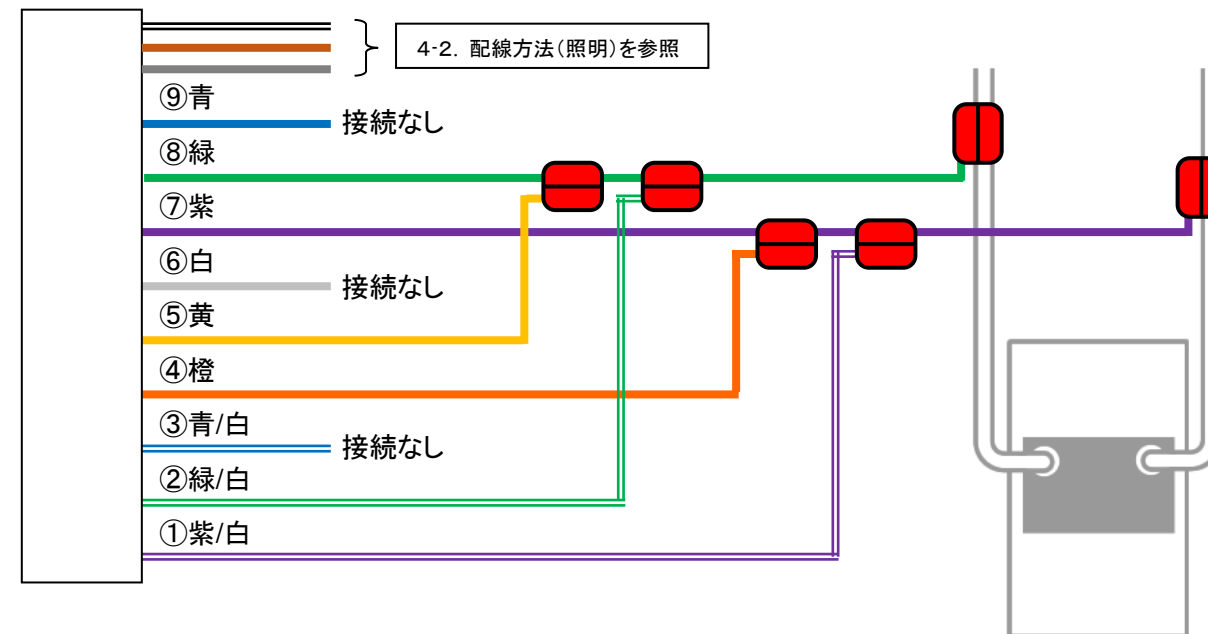 4-2. 配線方法(照明)を参照
⑨青
接続なし
⑧緑
⑦紫
⑥白
接続なし
⑤黄
④橙
③青/白
接続なし
②緑/白
①紫/白